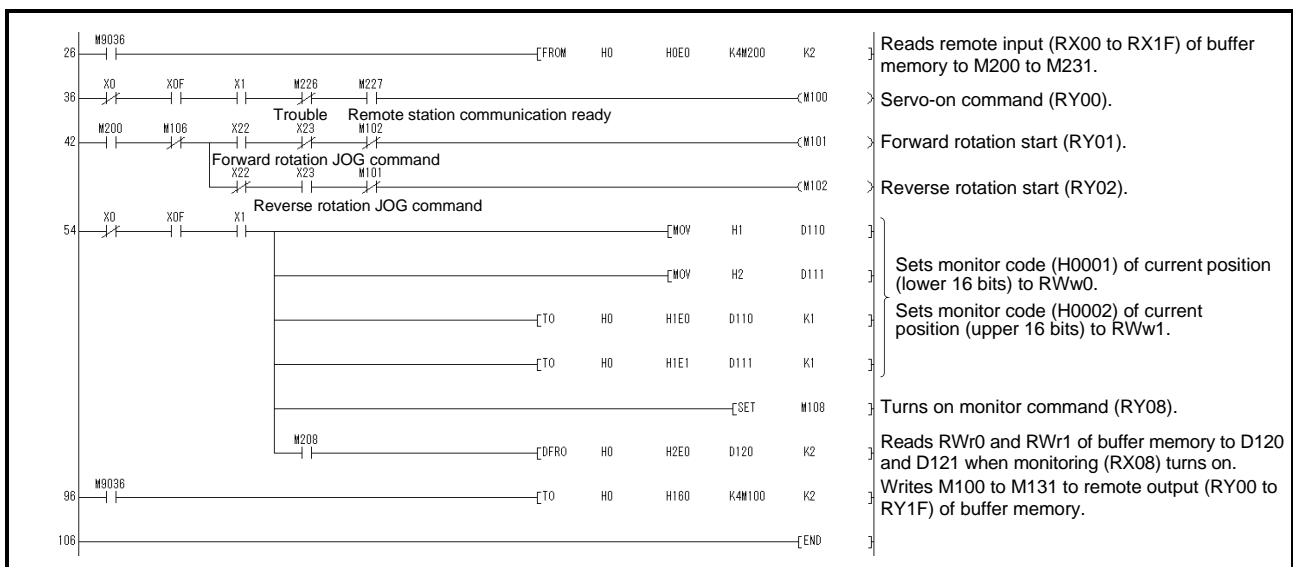 M9036
26 [FROM H0 H0E0 K4M200 K2 ] Reads remote input (RX00 to RX1F) of buffer
memory to M200 to M231.
X0 X0F X1 M226 M227
36 (M100 ) Servo-on command (RY00).
Trouble Remote station communication ready
M200 M106 X22 X23 M102
42 (M101 ) Forward rotation start (RY01).
Forward rotation JOG command
X22 X23 M101
(M102 ) Reverse rotation start (RY02).
Reverse rotation JOG command
X0 X0F X1
54 [MOV H1 D110 ]
[MOV H2 D111 ]
Sets monitor code (H0001) of current position
(lower 16 bits) to RWw0.
Sets monitor code (H0002) of current
position (upper 16 bits) to RWw1.
[TO H0 H1E0 D110 K1 ]
[TO H0 H1E1 D111 K1 ]
[SET M108 ] Turns on monitor command (RY08).
M208
[DFRO H0 H2E0 D120 K2 ] Reads RWr0 and RWr1 of buffer memory to D120
and D121 when monitoring (RX08) turns on.
M9036
96 [TO H0 H160 K4M100 K2 ] Writes M100 to M131 to remote output (RY00 to
RY1F) of buffer memory.
106 [END ]